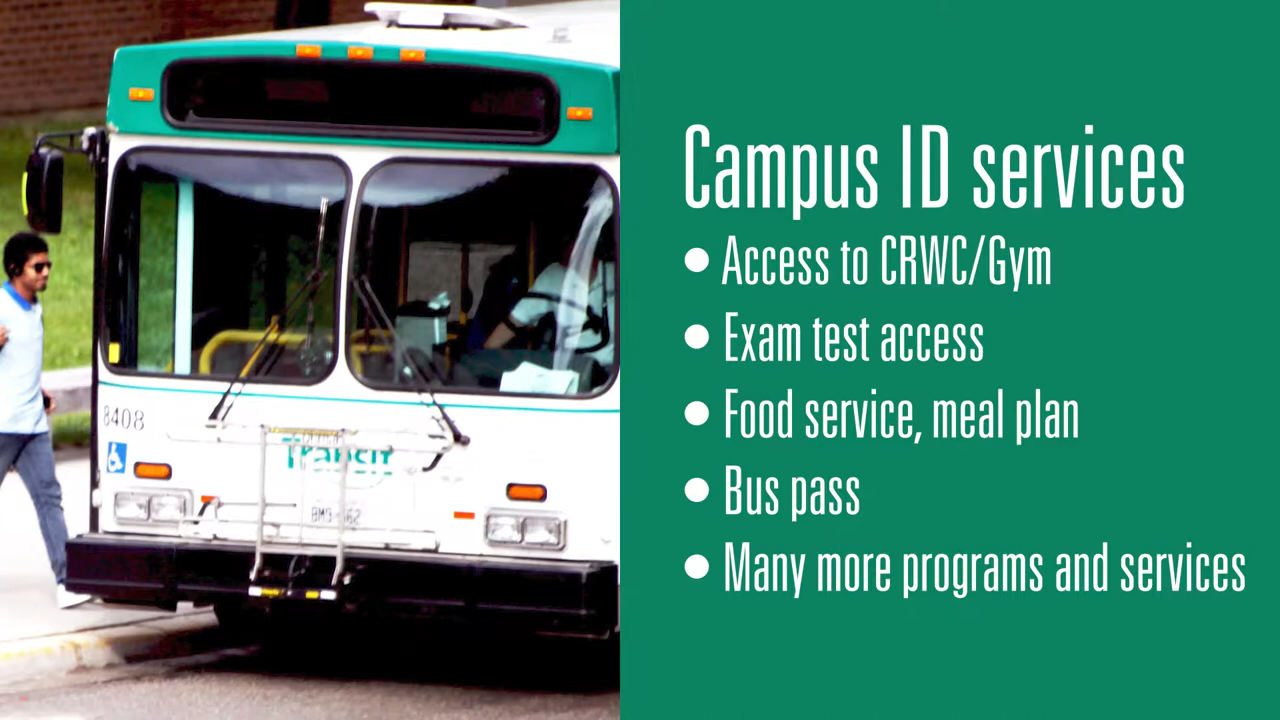 Campus ID services
• Access to CRWC/Gym
• Exam test access
• Food service, meal plan
• Bus pass
• Many more programs and services
8408
Transit